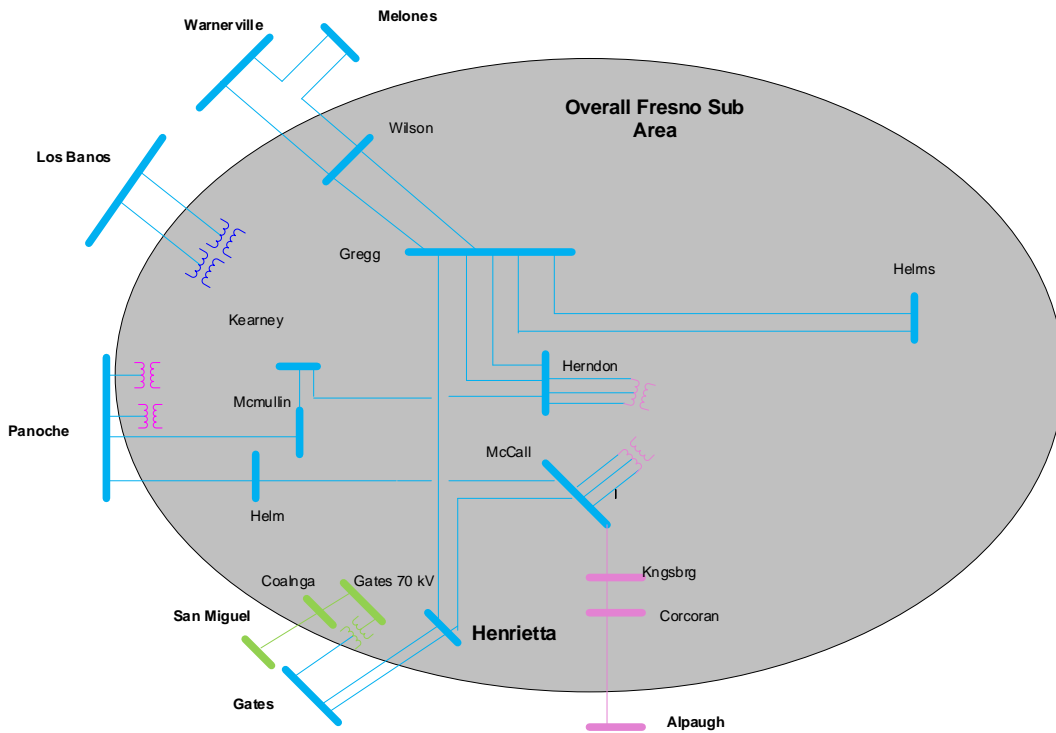 Melones
Warnerville
Overall Fresno Sub
Area
Wilson
Los Banos
Gregg
Helms
Kearney
Herndon
Mcmullin
Panoche
McCall
l
Helm
Kngsbrg
Coalnga
Gates 70 kV
San Miguel
Corcoran
Henrietta
Gates
Alpaugh